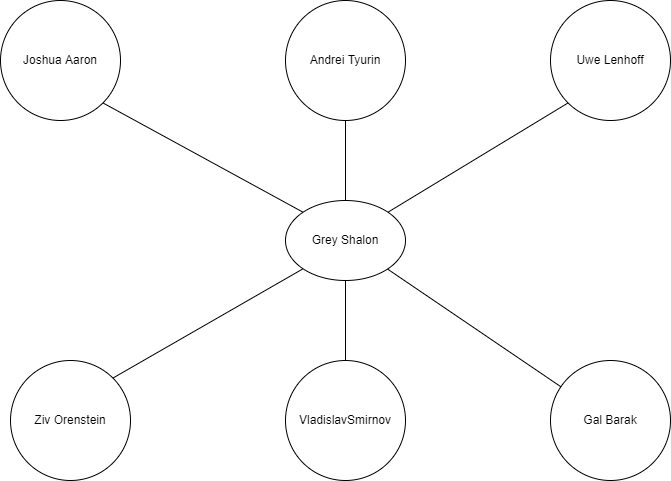 Joshua Aaron
Andrei Tyurin
Uwe Lenhoff
Grey Shalon
Ziv Orenstein
VladislavSmirnov
Gal Barak